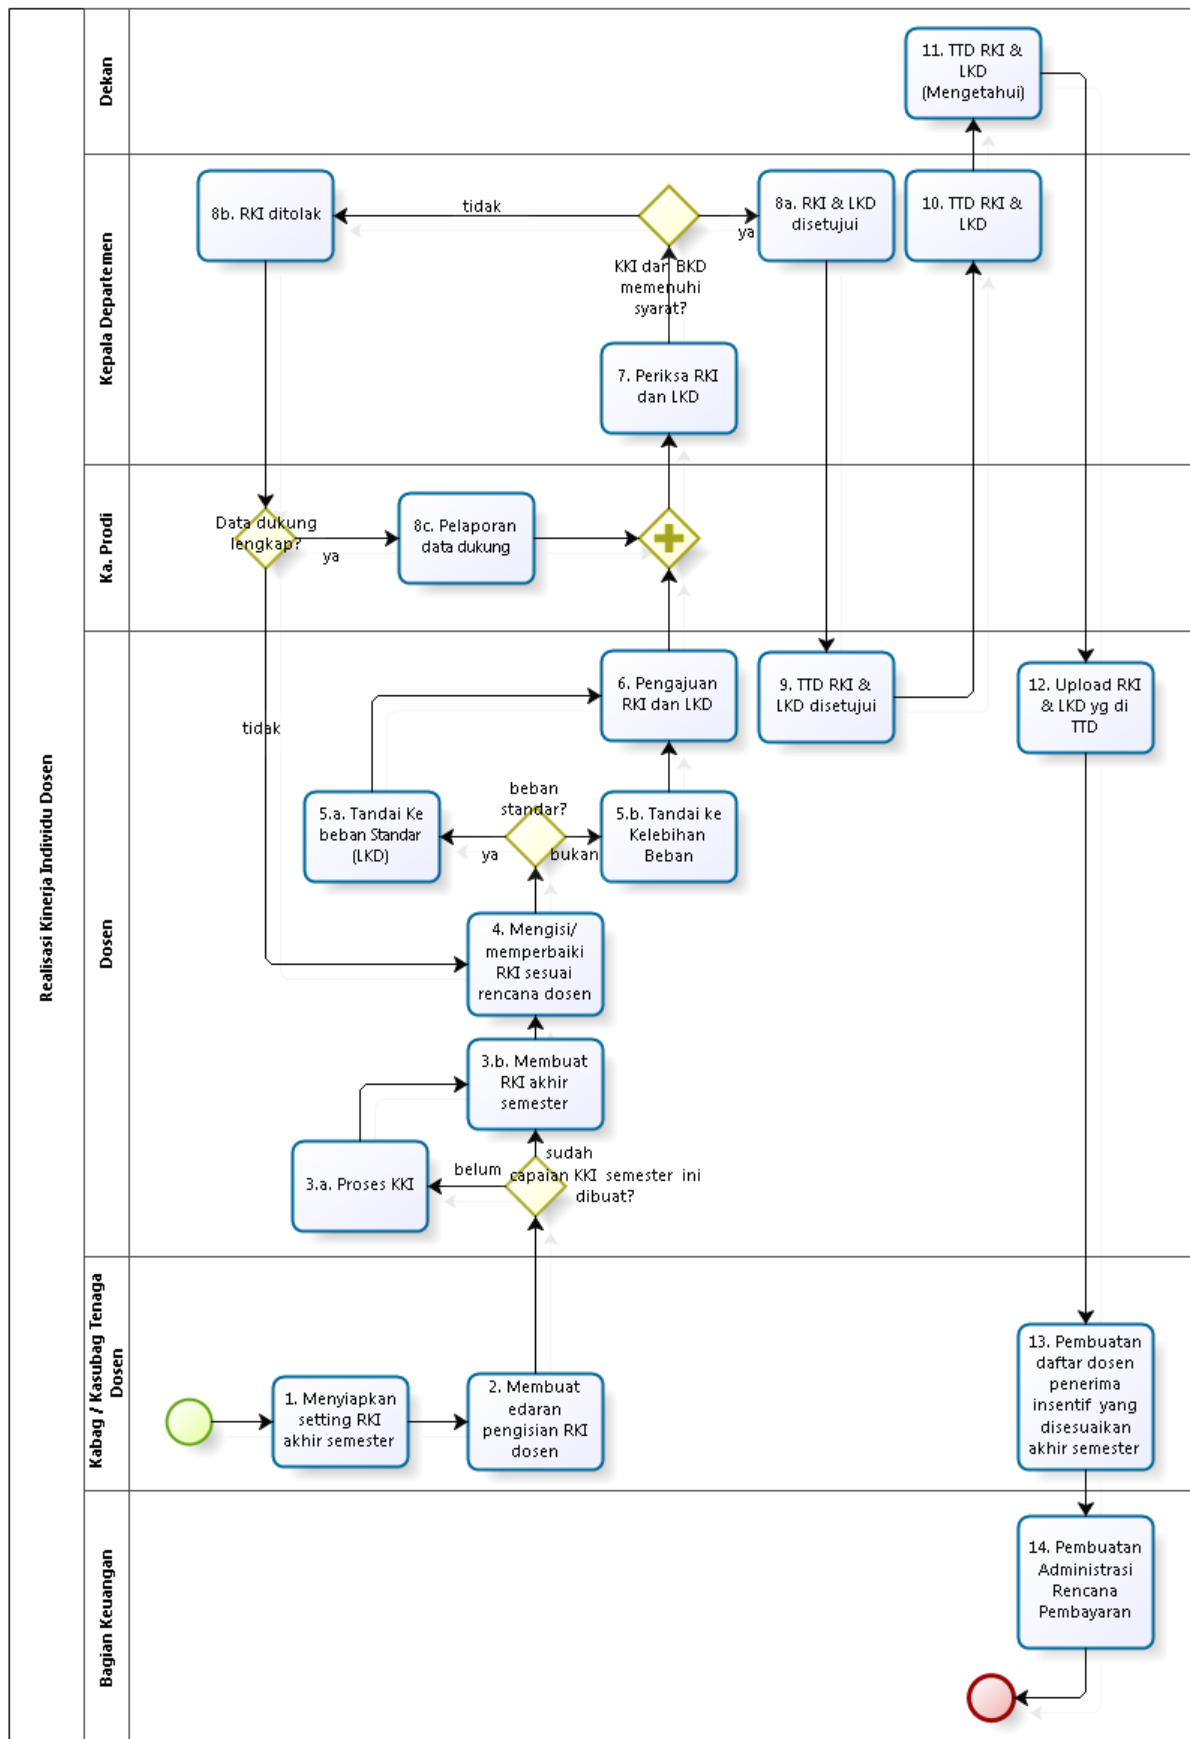 Realisasi Kinerja Individu Dosen
Dekan
11. TTD RKI &
LKD
(Mengetahui)
Kepala Departemen
8b. RKI ditolak
tidak
ya
8a. RKI & LKD
disetujui
10. TTD RKI &
LKD
KKI dan BKD
memenuhi
syarat?
7. Periksa RKI
dan LKD
Ka. Prodi
Data dukung
lengkap?
ya
8c. Pelaporan
data dukung
Dosen
tidak
6. Pengajuan
RKI dan LKD
9. TTD RKI &
LKD disetujui
12. Upload RKI
& LKD yg di
TTD
5.a. Tandai Ke
beban Standar
(LKD)
beban
standar?
ya
bukan
5.b. Tandai ke
Kelebihan
Beban
4. Mengisi/
memperbaiki
RKI sesuai
rencana dosen
3.b. Membuat
RKI akhir
semester
3.a. Proses KKI
belum
sudah
capaian KKI semester ini
dibuat?
Kabag / Kasubag Tenaga
Dosen
1. Menyiapkan
setting RKI
akhir semester
2. Membuat
edaran
pengisian RKI
dosen
13. Pembuatan
daftar dosen
penerima
insentif yang
disesuaikan
akhir semester
Bagian Keuangan
14. Pembuatan
Administrasi
Rencana
Pembayaran